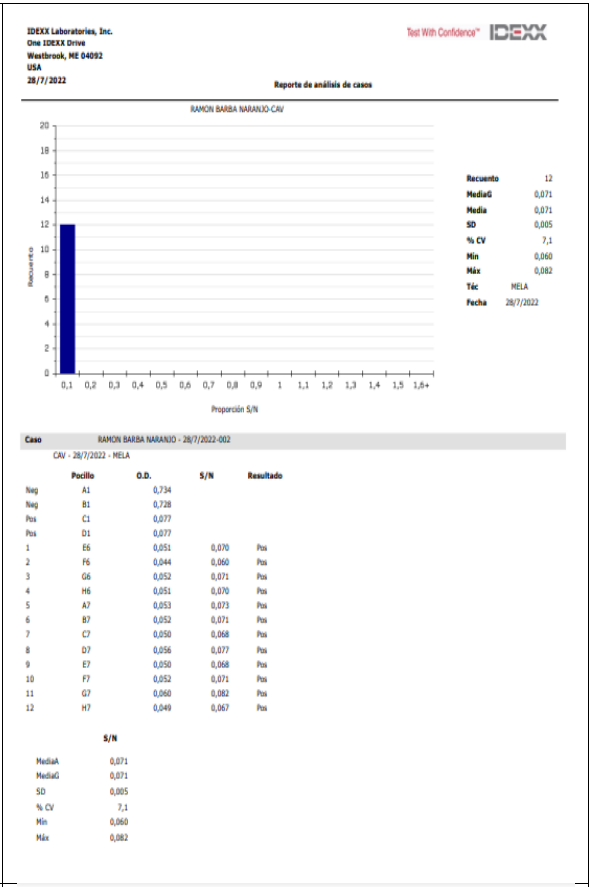 IDEXX Laboratories, Inc.
One IDEXX Drive
Westbrook, ME 04092
USA
28/7/2022
Test With Confidence™ IDEXX
Reporte de análisis de casos
RAMON BARBA NARANJO-CAV
20
18
16
14
12
10
8
6
4
2
0
Recuento
0,1 0,2 0,3 0,4 0,5 0,6 0,7 0,8 0,9 1 1,1 1,2 1,3 1,4 1,5 1,6+
Proporción S/N
Recuento 12
MediaG 0,071
Media 0,071
SD 0,005
% CV 7,1
Min 0,060
Máx 0,082
Téc MELA
Fecha 28/7/2022
Caso RAMON BARBA NARANJO - 28/7/2022-002
CAV - 28/7/2022 - MELA
Pocillo O.D. S/N Resultado
Neg A1 0,734
Neg B1 0,728
Pos C1 0,077
Pos D1 0,077
1 E6 0,051 0,070 Pos
2 F6 0,044 0,060 Pos
3 G6 0,052 0,071 Pos
4 H6 0,051 0,070 Pos
5 A7 0,053 0,073 Pos
6 B7 0,052 0,071 Pos
7 C7 0,050 0,068 Pos
8 D7 0,056 0,077 Pos
9 E7 0,050 0,068 Pos
10 F7 0,052 0,071 Pos
11 G7 0,060 0,082 Pos
12 H7 0,049 0,067 Pos
S/N
MediaA 0,071
MediaG 0,071
SD 0,005
% CV 7,1
Min 0,060
Máx 0,082